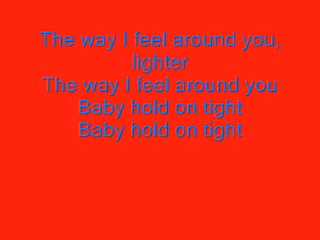 The way I feel around you,
lighter
The way I feel around you
Baby hold on tight
Baby hold on tight